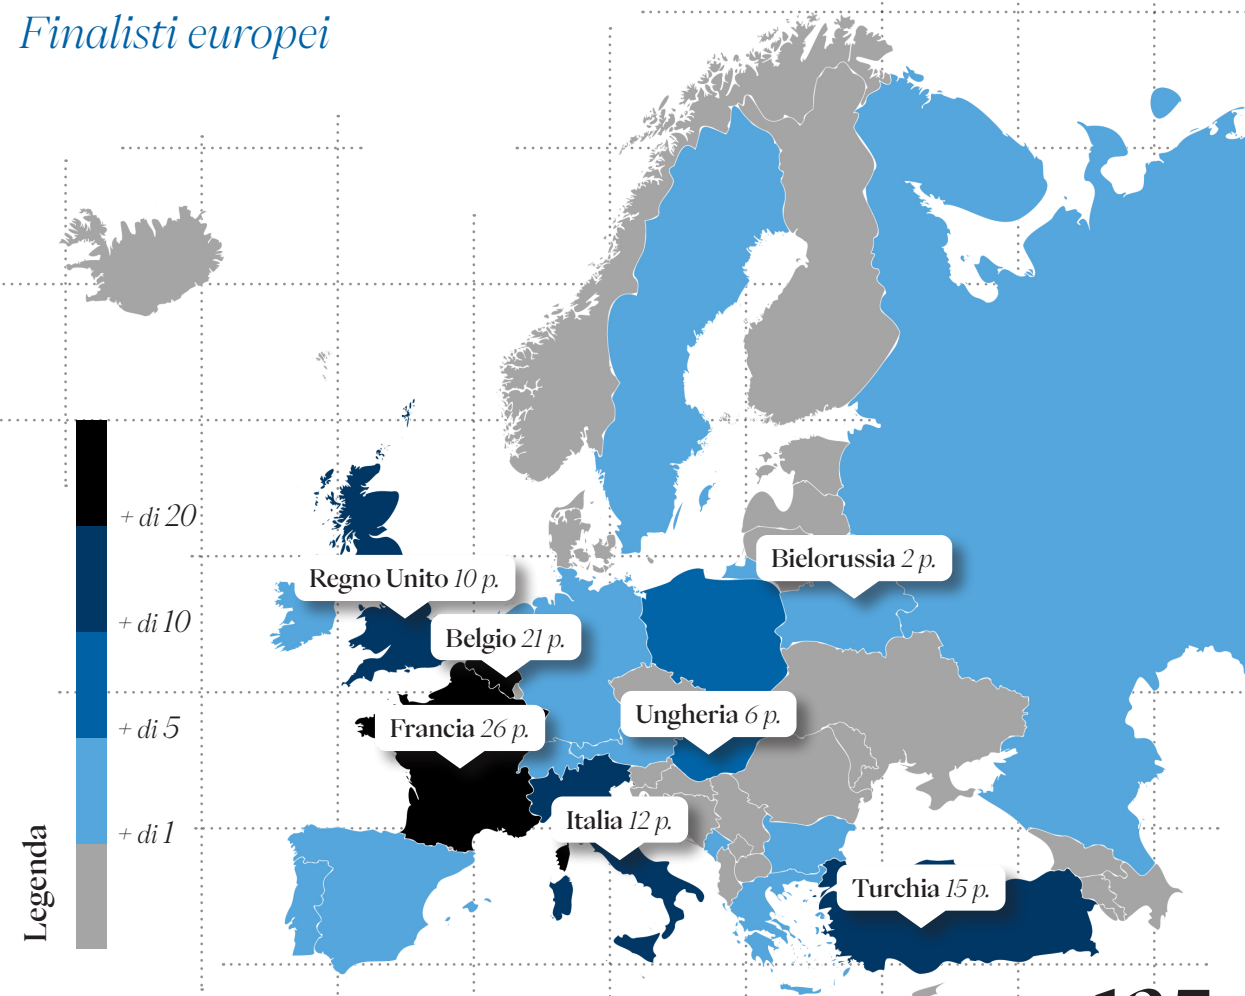 Finalisti europei
Bielorussia 2 p.
Regno Unito 10 p.
Belgio 21 p.
Ungheria 6 p.
Francia 26 p.
Italia 12 p.
Turchia 15 p.
Legenda
+ di 20
+ di 10
+ di 5
+ di 1